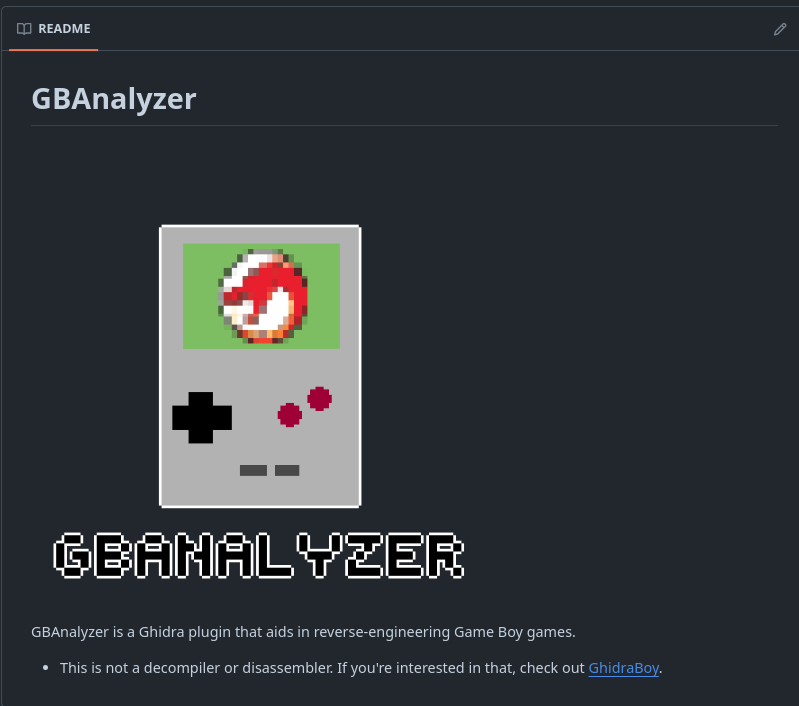 README
GBAnalyzer
GBANALYZER
GBAnalyzer is a Ghidra plugin that aids in reverse-engineering Game Boy games.
• This is not a decompiler or disassembler. If you're interested in that, check out GhidraBoy.